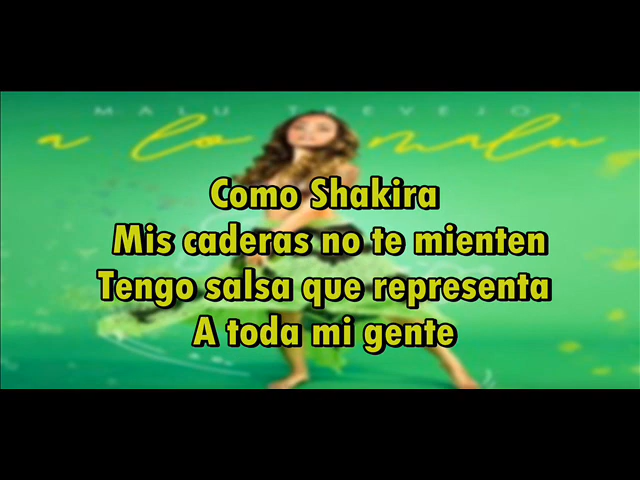 MALU TREVEJO
a lo malu
Como Shakira
Mis caderas no te mienten
Tengo salsa que representa
A toda mi gente